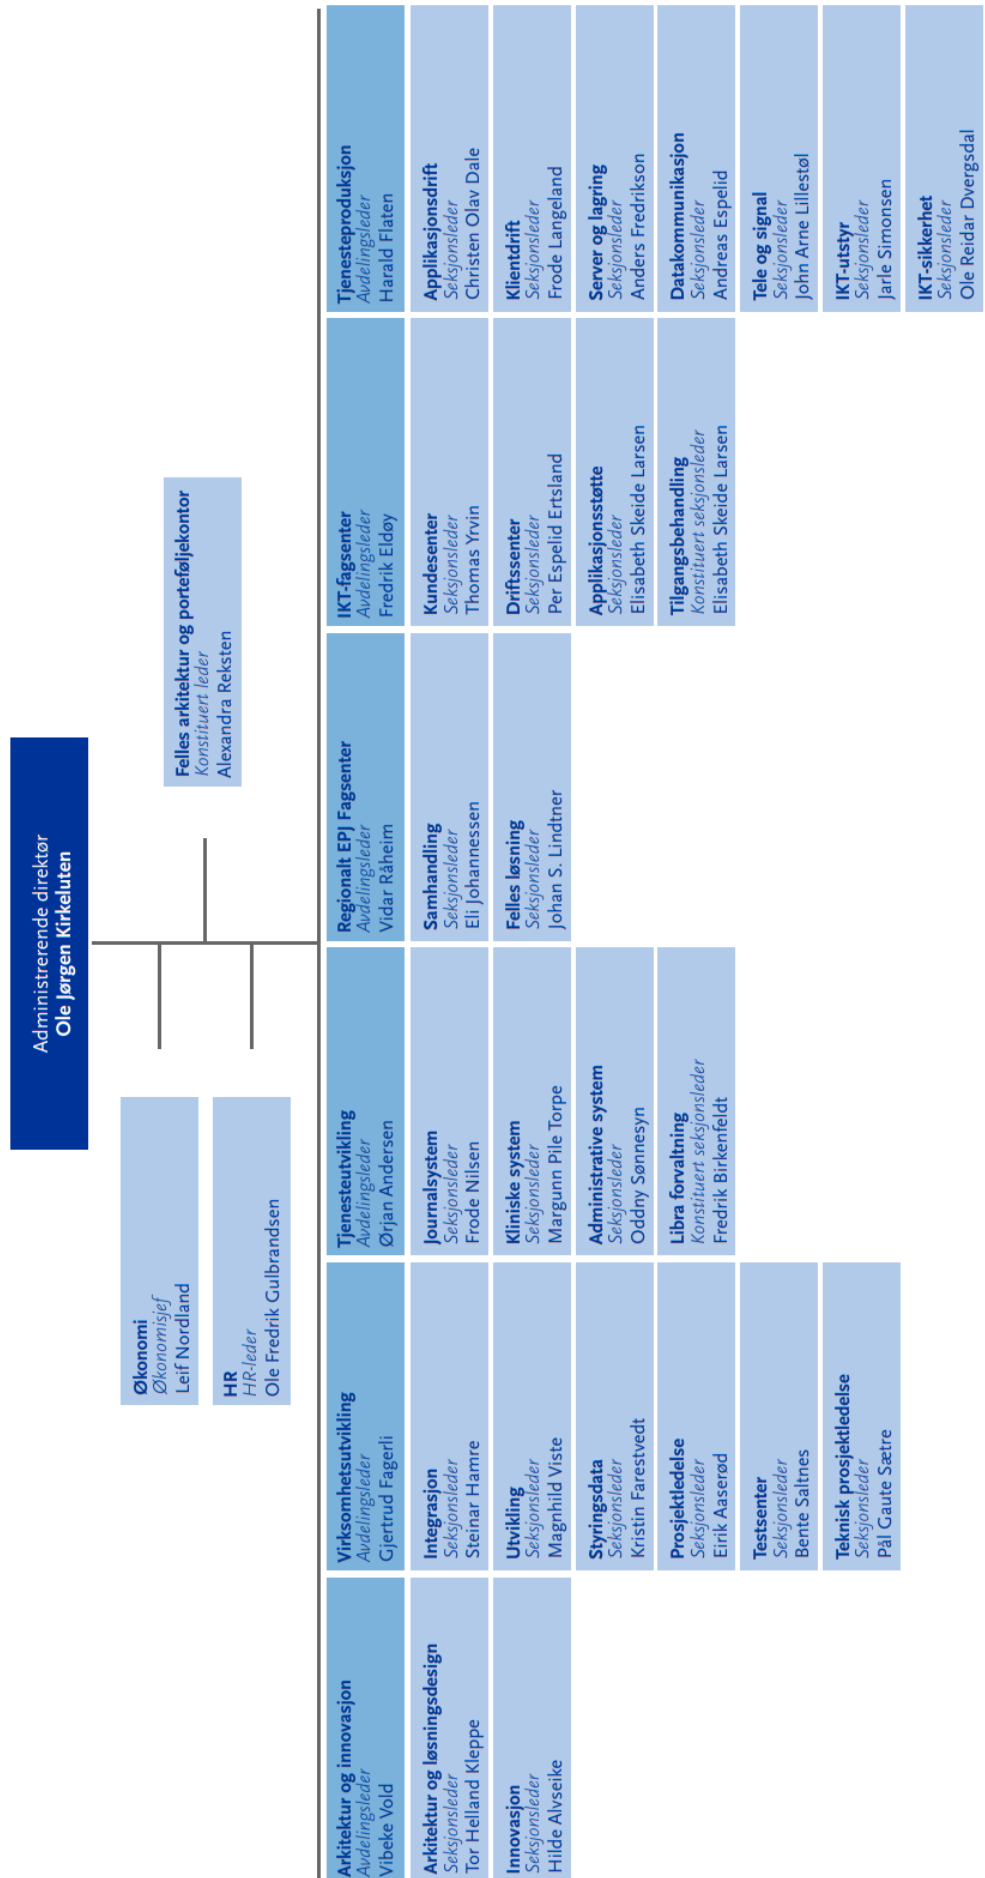 Administrerende direktør
Ole Jørgen Kirkeluten
Økonomi
Økonomisjef
Leif Nordland
HR
HR-leder
Ole Fredrik Gulbrandsen
Felles arkitektur og porteføljekontor
Konstituert leder
Alexandra Reksten
Arkitektur og innovasjon
Avdelingsleder
Vibeke Vold
Arkitektur og løsningsdesign
Seksjonsleder
Tor Helland Kleppe
Innovasjon
Seksjonsleder
Hilde Alvseike
Virksomhetsutvikling
Avdelingsleder
Gjertrud Fagerli
Integrasjon
Seksjonsleder
Steinar Hamre
Utvikling
Seksjonsleder
Magnhild Viste
Styringsdata
Seksjonsleder
Kristin Farestvedt
Prosjektledelse
Seksjonsleder
Eirik Aaserød
Testsenter
Seksjonsleder
Bente Saltnes
Teknisk prosjektledelse
Seksjonsleder
Pål Gaute Sætre
Tjenesteutvikling
Avdelingsleder
Ørjan Andersen
Journalsystem
Seksjonsleder
Frode Nilsen
Kliniske system
Seksjonsleder
Margunn Pile Torpe
Administrative system
Seksjonsleder
Oddny Sønnesyn
Libra forvaltning
Konstituert seksjonsleder
Fredrik Birkenfeldt
Regionalt EPJ Fagsenter
Avdelingsleder
Vidar Råheim
Samhandling
Seksjonsleder
Eli Johannessen
Felles løsning
Seksjonsleder
Johan S. Lindtner
IKT-fagsenter
Avdelingsleder
Fredrik Eldøy
Kundesenter
Seksjonsleder
Thomas Yrvin
Driftssenter
Seksjonsleder
Per Espelid Ertsland
Applikasjonsstøtte
Seksjonsleder
Elisabeth Skeide Larsen
Tilgangsbehandling
Konstituert seksjonsleder
Elisabeth Skeide Larsen
Tjenesteproduksjon
Avdelingsleder
Harald Flaten
Applikasjonsdrift
Seksjonsleder
Christen Olav Dale
Klientdrift
Seksjonsleder
Frode Langeland
Server og lagring
Seksjonsleder
Anders Fredrikson
Datakommunikasjon
Seksjonsleder
Andreas Espelid
Tele og signal
Seksjonsleder
John Arne Lillestøl
IKT-utstyr
Seksjonsleder
Jarle Simonsen
IKT-sikkerhet
Seksjonsleder
Ole Reidar Dvergsdal